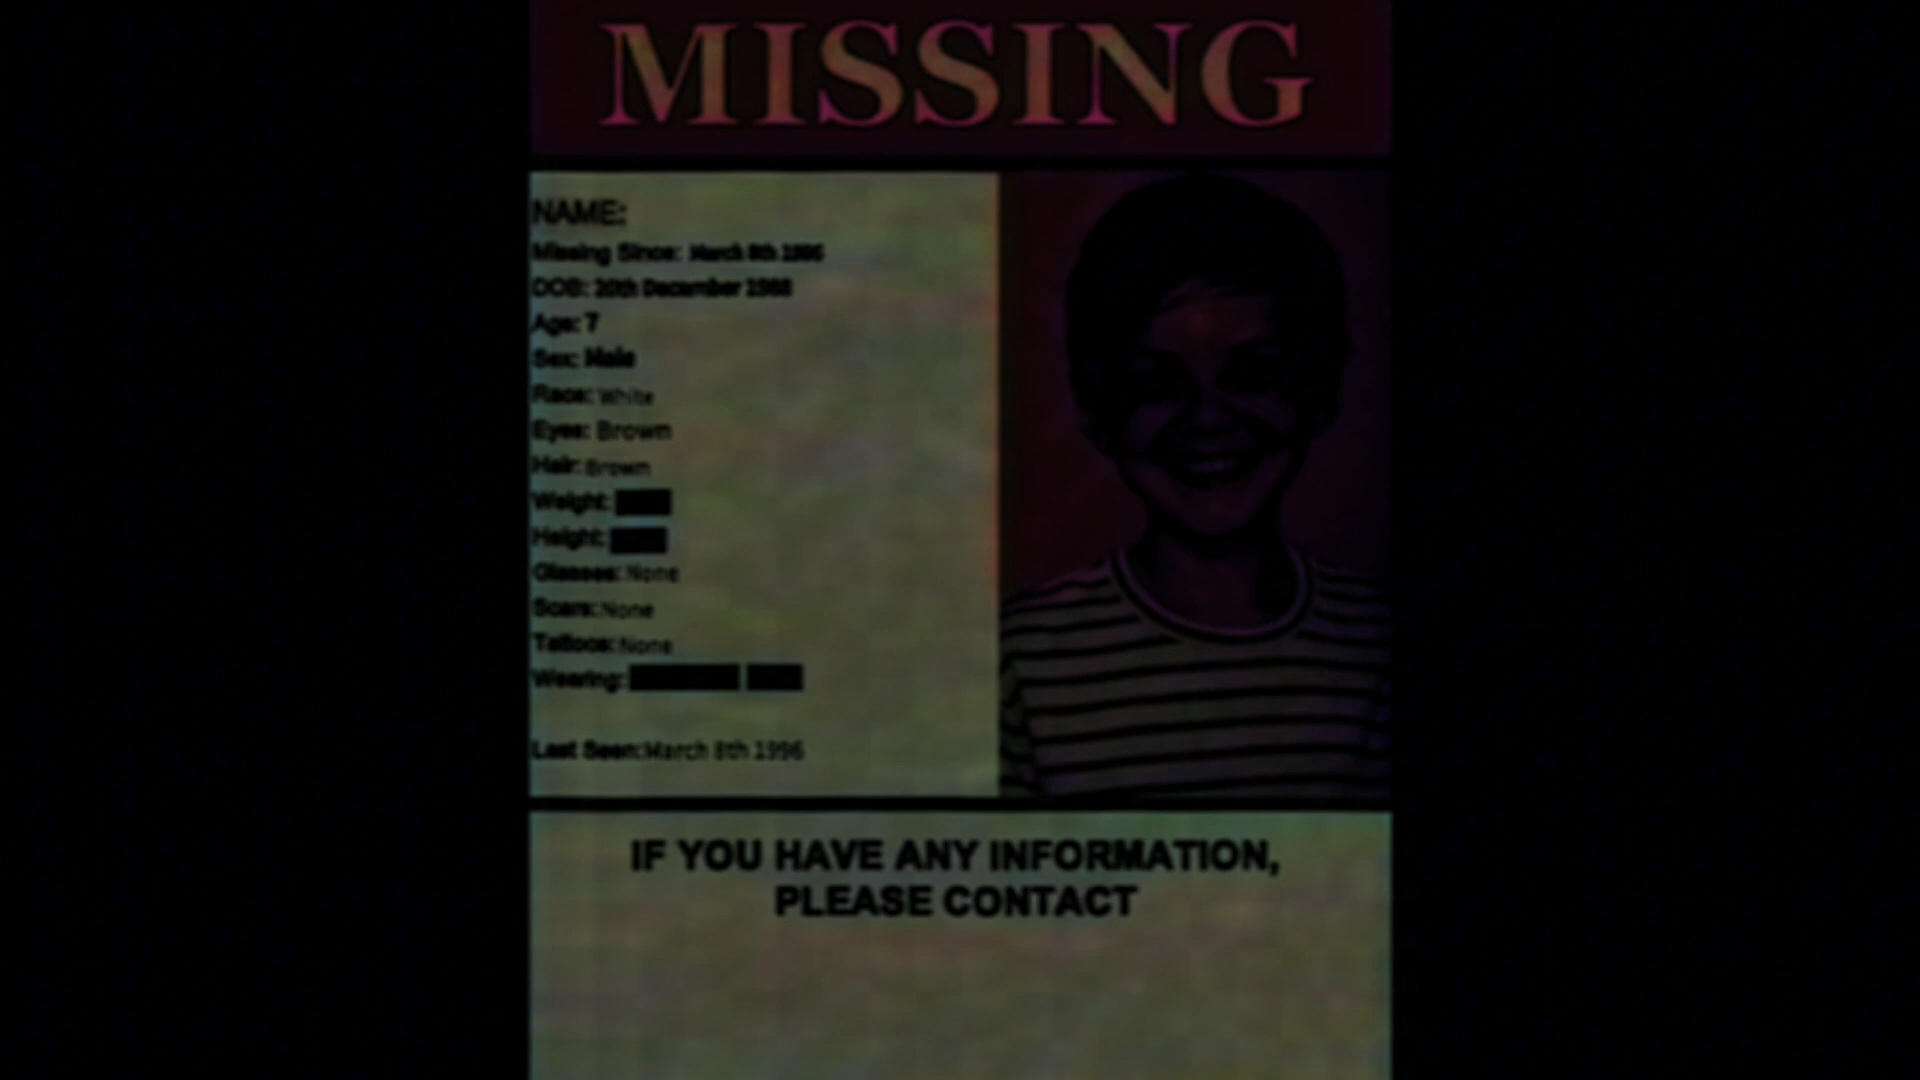 MISSING
NAME:
Missing Since: March 8th 1996
DOB: 20th December 1988
Age: 7
Sex: Male
Race: White
Eyes: Brown
Hair: Brown
Weight:
Height:
Glasses: None
Scars: None
Tattoos: None
Wearing:
Last Seen: March 8th 1996
IF YOU HAVE ANY INFORMATION,
PLEASE CONTACT